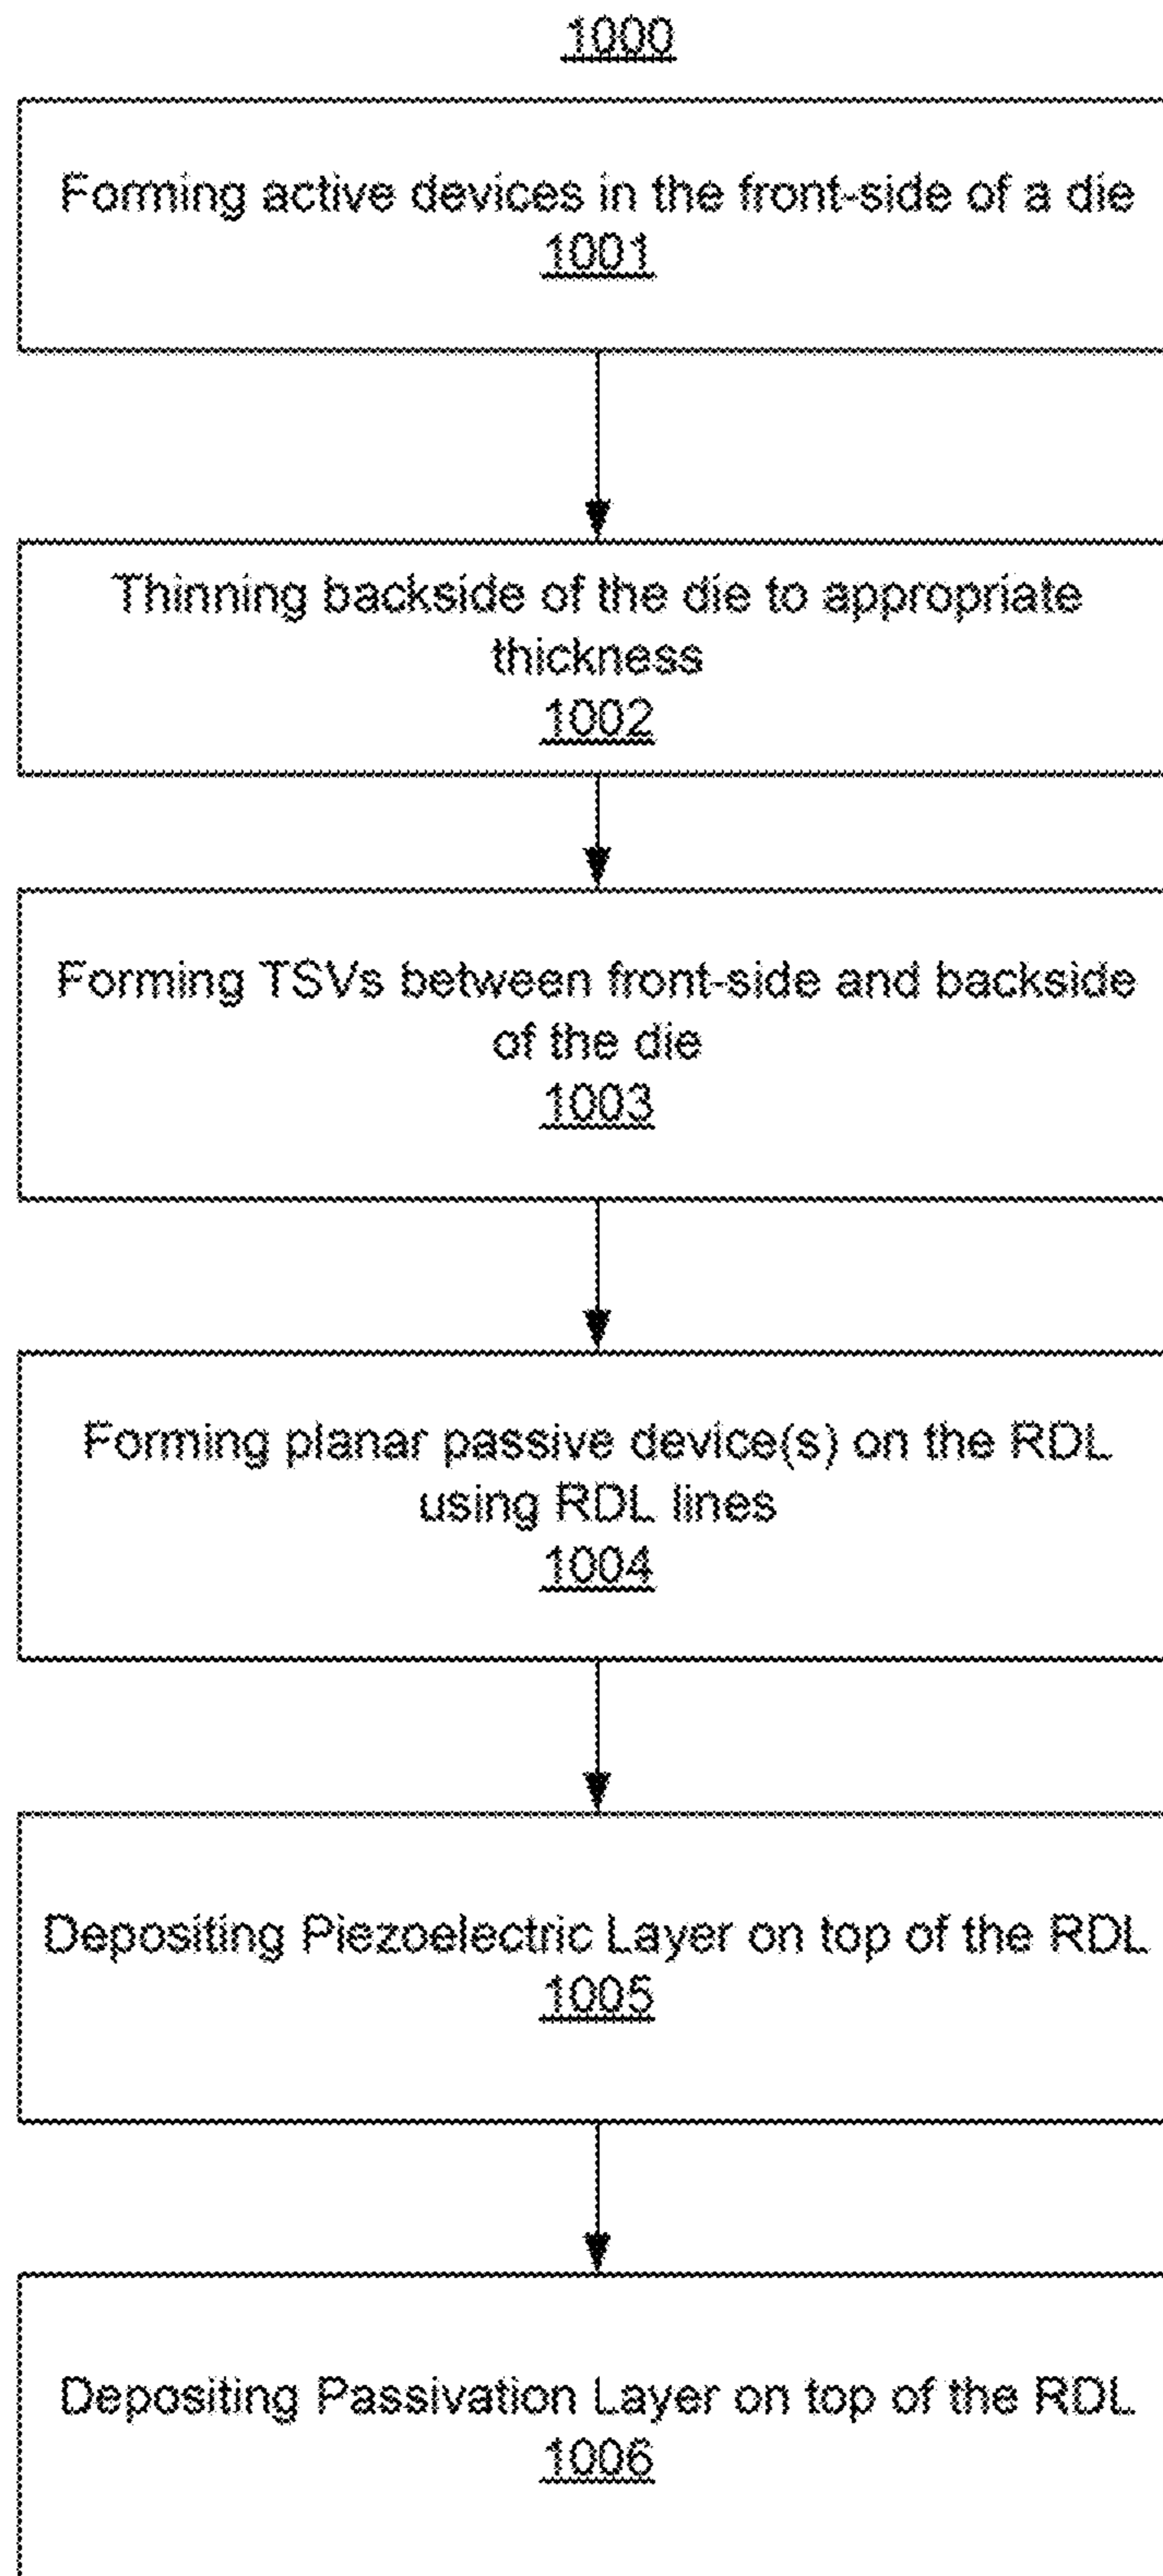 1000
Forming active devices in the front-side of a die
1001
Thinning backside of the die to appropriate
thickness
1002
Forming TSVs between front-side and backside
of the die
1003
Forming planar passive device(s) on the RDL
using RDL lines
1004
Depositing Piezoelectric Layer on top of the RDL
1005
Depositing Passivation Layer on top of the RDL
1006